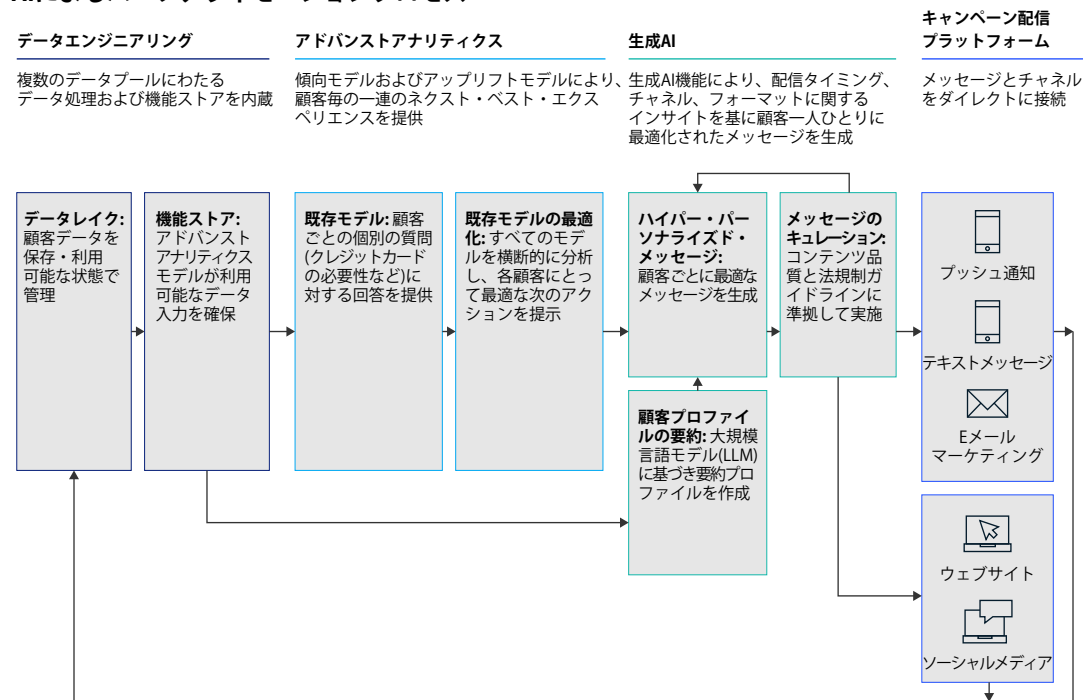 データエンジニアリング
複数のデータプールにわたる
データ処理および機能ストアを内蔵
アドバンストアナリティクス
傾向モデルおよびアップリフトモデルにより、
顧客毎の一連のネクスト・ベスト・エクス
ペリエンスを提供
生成AI
生成AI機能により、配信タイミング、
チャネル、フォーマットに関する
インサイトを基に顧客一人ひとりに
最適化されたメッセージを生成
キャンペーン配信
プラットフォーム
メッセージとチャネル
をダイレクトに接続
データレイク:
顧客データを
保存・利用
可能な状態で
管理
機能ストア:
アドバンスト
アナリティクス
モデルが利用
可能なデータ
入力を確保
既存モデル: 顧客
ごとの個別の質問
(クレジットカード
の必要性など)に
対する回答を提供
既存モデルの最適
化: すべてのモデ
ルを横断的に分析
し、各顧客にとっ
て最適な次のアク
ションを提示
ハイパー・パー
ソナライズド・
メッセージ:
顧客ごとに最適な
メッセージを生成
メッセージの
キュレーション:
コンテンツ品
質と法規制ガ
イドラインに
準拠して実施
顧客プロファイ
ルの要約: 大規模
言語モデル(LLM)
に基づき要約プロ
ファイルを作成
プッシュ通知
テキストメッセージ
Eメール
マーケティング
ウェブサイト
ソーシャルメディア